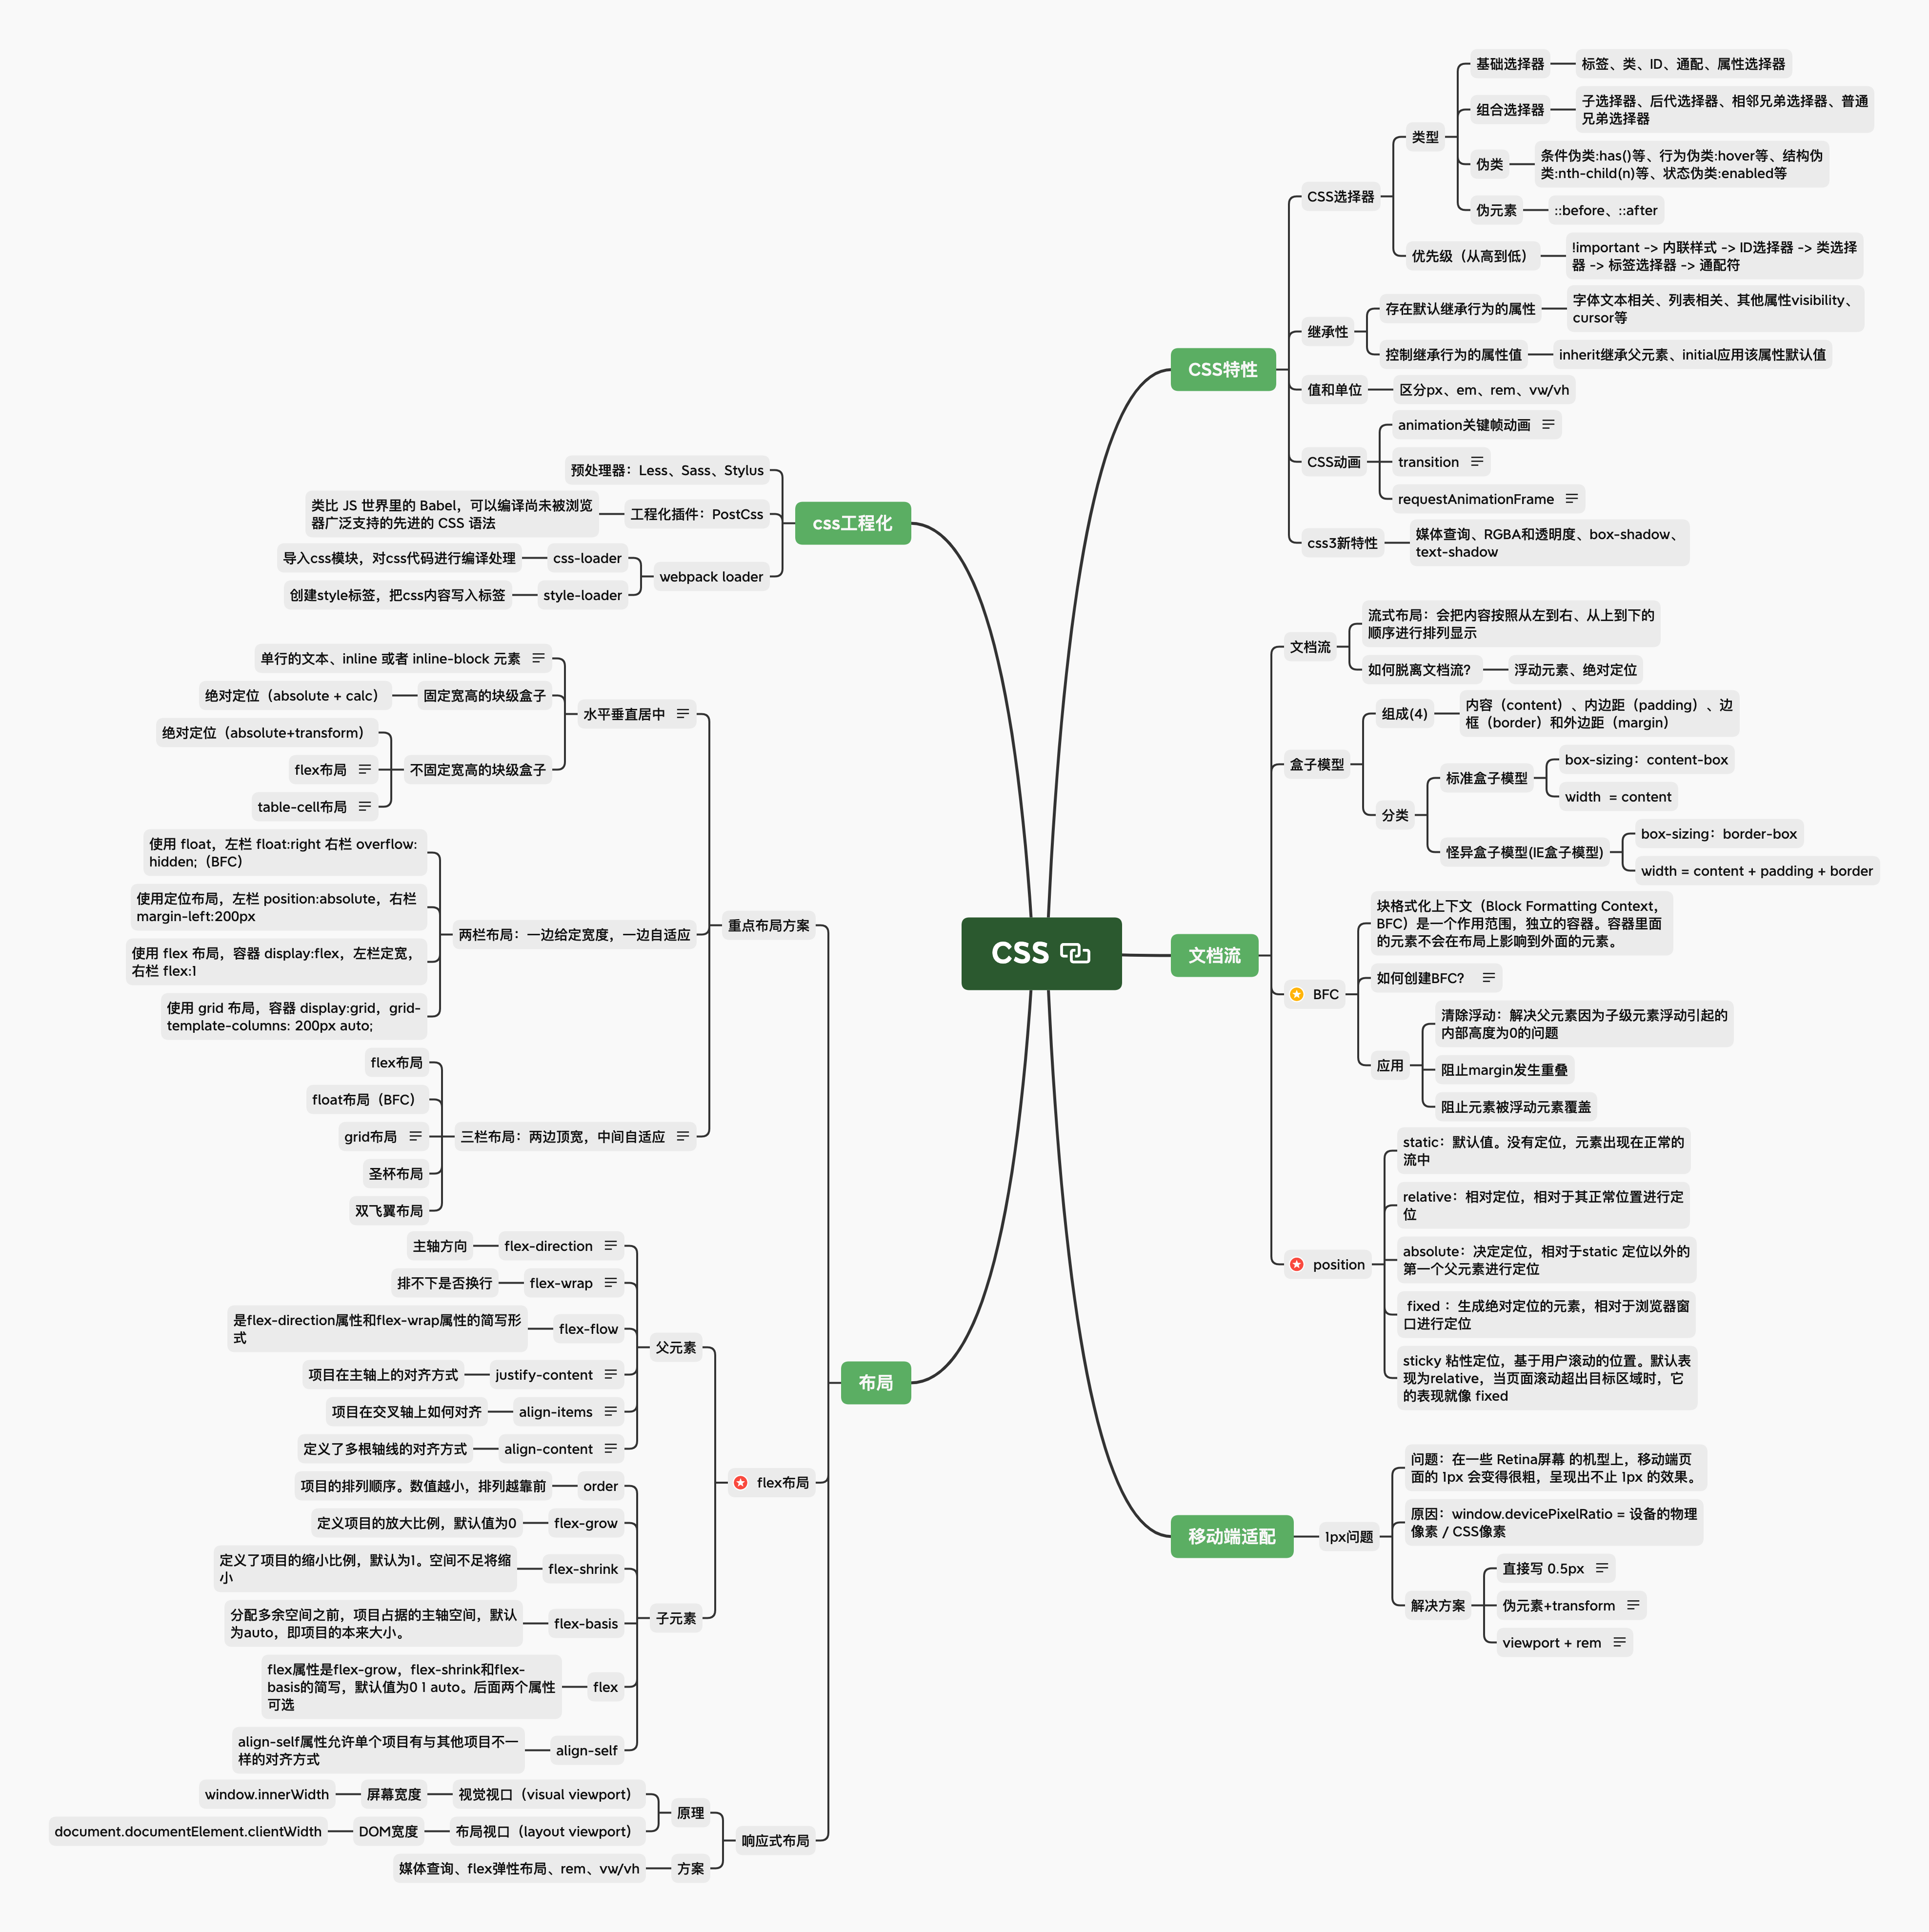 CSS
CSS特性
CSS选择器
类型
基础选择器
标签、类、ID、通配、属性选择器
组合选择器
子选择器、后代选择器、相邻兄弟选择器、普通
兄弟选择器
伪类
条件伪类:has()等、行为伪类:hover等、结构伪
类:nth-child(n)等、状态伪类:enabled等
伪元素
::before、::after
优先级（从高到低）
!important -> 内联样式 -> ID选择器 -> 类选择
器 -> 标签选择器 -> 通配符
继承性
存在默认继承行为的属性
字体文本相关、列表相关、其他属性visibility、
cursor等
控制继承行为的属性值
inherit继承父元素、initial应用该属性默认值
值和单位
区分px、em、rem、vw/vh
CSS动画
animation关键帧动画
transition
requestAnimationFrame
css3新特性
媒体查询、RGBA和透明度、box-shadow、
text-shadow
文档流
文档流
流式布局：会把内容按照从左到右、从上到下的
顺序进行排列显示
如何脱离文档流？
浮动元素、绝对定位
盒子模型
组成(4)
内容（content）、内边距（padding）、边
框（border）和外边距（margin）
分类
标准盒子模型
box-sizing：content-box
width  = content
怪异盒子模型(IE盒子模型)
box-sizing：border-box
width = content + padding + border
BFC
块格式化上下文（Block Formatting Context，
BFC）是一个作用范围，独立的容器。容器里面
的元素不会在布局上影响到外面的元素。
如何创建BFC？
应用
清除浮动：解决父元素因为子级元素浮动引起的
内部高度为0的问题
阻止margin发生重叠
阻止元素被浮动元素覆盖
position
static：默认值。没有定位，元素出现在正常的
流中
relative：相对定位，相对于其正常位置进行定
位
absolute：决定定位，相对于static 定位以外的
第一个父元素进行定位
fixed ：生成绝对定位的元素，相对于浏览器窗
口进行定位
sticky 粘性定位，基于用户滚动的位置。默认表
现为relative，当页面滚动超出目标区域时，它
的表现就像 fixed
移动端适配
1px问题
问题：在一些 Retina屏幕 的机型上，移动端页
面的 1px 会变得很粗，呈现出不止 1px 的效果。
原因：window.devicePixelRatio = 设备的物理
像素 / CSS像素
解决方案
直接写 0.5px
伪元素+transform
viewport + rem
css工程化
预处理器：Less、Sass、Stylus
工程化插件：PostCss
类比 JS 世界里的 Babel，可以编译尚未被浏览
器广泛支持的先进的 CSS 语法
webpack loader
css-loader
导入css模块，对css代码进行编译处理
style-loader
创建style标签，把css内容写入标签
布局
重点布局方案
水平垂直居中
单行的文本、inline 或者 inline-block 元素
固定宽高的块级盒子
绝对定位（absolute + calc）
不固定宽高的块级盒子
绝对定位（absolute+transform）
flex布局
table-cell布局
两栏布局：一边给定宽度，一边自适应
使用 float，左栏 float:right 右栏 overflow:
hidden;（BFC）
使用定位布局，左栏 position:absolute，右栏
margin-left:200px
使用 flex 布局，容器 display:flex，左栏定宽，
右栏 flex:1
使用 grid 布局，容器 display:grid，grid-
template-columns: 200px auto;
三栏布局：两边顶宽，中间自适应
flex布局
float布局（BFC）
grid布局
圣杯布局
双飞翼布局
flex布局
父元素
flex-direction
主轴方向
flex-wrap
排不下是否换行
flex-flow
是flex-direction属性和flex-wrap属性的简写形
式
justify-content
项目在主轴上的对齐方式
align-items
项目在交叉轴上如何对齐
align-content
定义了多根轴线的对齐方式
子元素
order
项目的排列顺序。数值越小，排列越靠前
flex-grow
定义项目的放大比例，默认值为0
flex-shrink
定义了项目的缩小比例，默认为1。空间不足将缩
小
flex-basis
分配多余空间之前，项目占据的主轴空间，默认
为auto，即项目的本来大小。
flex
flex属性是flex-grow，flex-shrink和flex-
basis的简写，默认值为0 1 auto。后面两个属性
可选
align-self
align-self属性允许单个项目有与其他项目不一
样的对齐方式
响应式布局
原理
视觉视口（visual viewport）
屏幕宽度
window.innerWidth
布局视口（layout viewport）
DOM宽度
document.documentElement.clientWidth
方案
媒体查询、flex弹性布局、rem、vw/vh